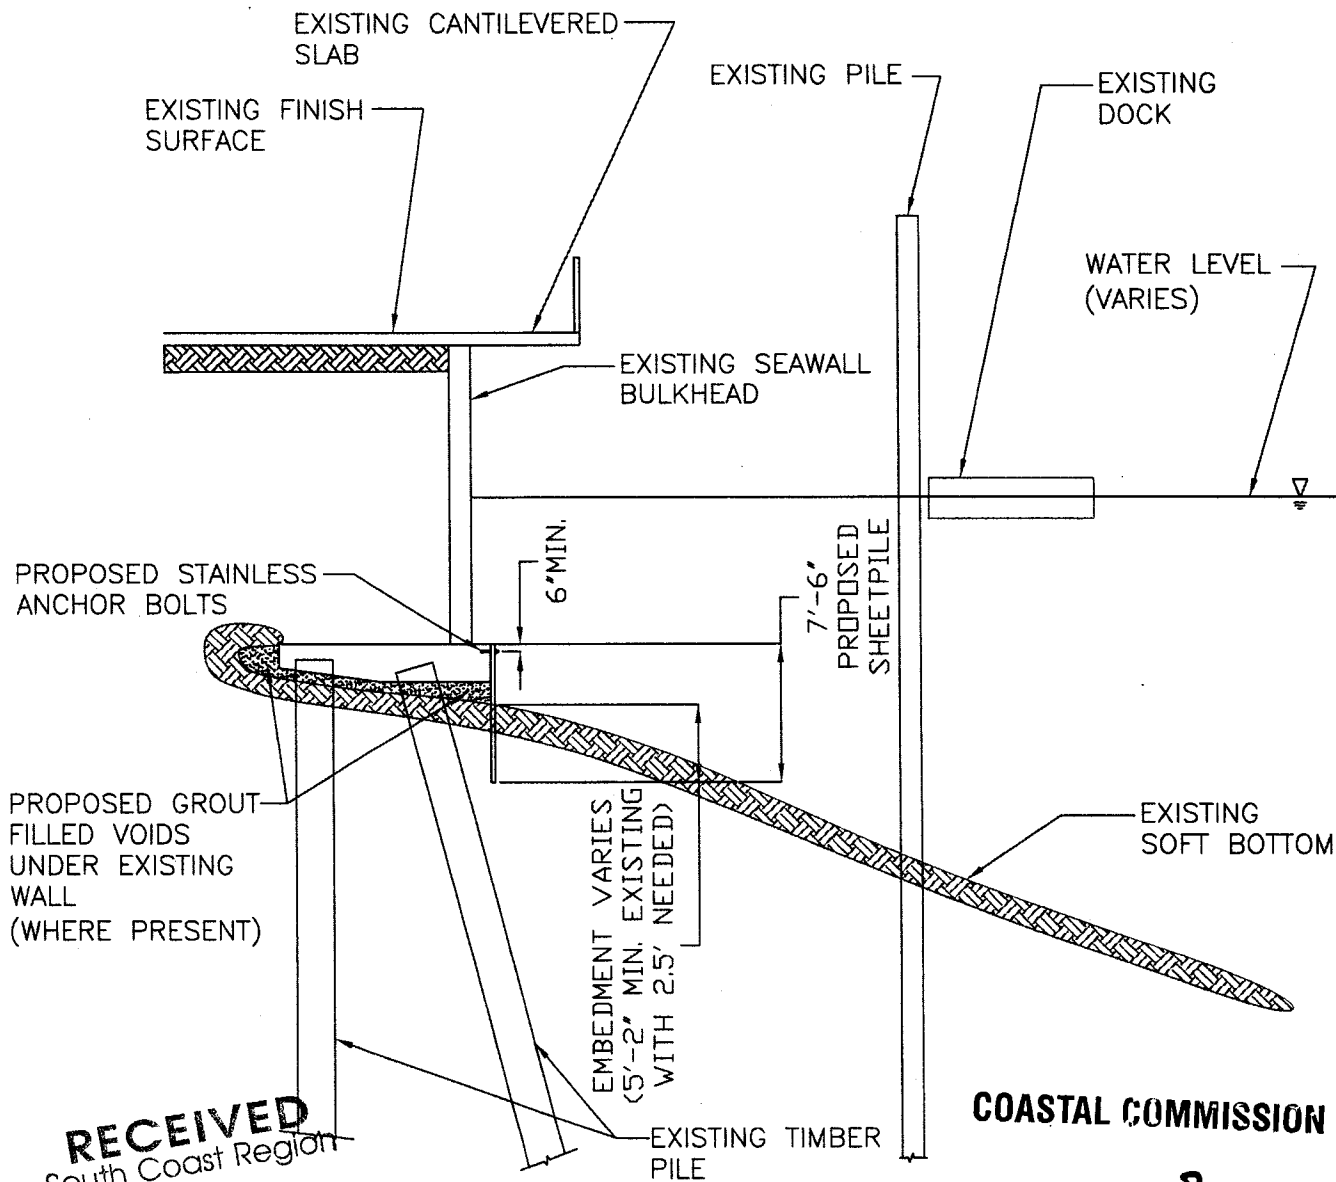 EXISTING CANTILEVERED
SLAB
EXISTING PILE
EXISTING
DOCK
EXISTING FINISH
SURFACE
WATER LEVEL
(VARIES)
EXISTING SEAWALL
BULKHEAD
PROPOSED STAINLESS
ANCHOR BOLTS
6"MIN.
7'-6"
PROPOSED
SHEETPILE
PROPOSED GROUT
FILLED VOIDS
UNDER EXISTING
WALL
(WHERE PRESENT)
EMBEDMENT VARIES
(5'-2" MIN. EXISTING
WITH 2.5' NEEDED)
EXISTING
SOFT BOTTOM
RECEIVED
South Coast Region
COASTAL COMMISSION
EXISTING TIMBER
PILE